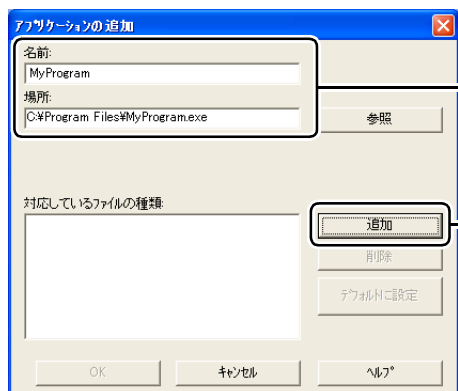 アプリケーションの追加
名前:
MyProgram
場所:
C:¥Program Files¥MyProgram.exe
参照
対応しているファイルの種類:
追加
削除
デフォルトに設定
OK
キャンセル
ヘルプ